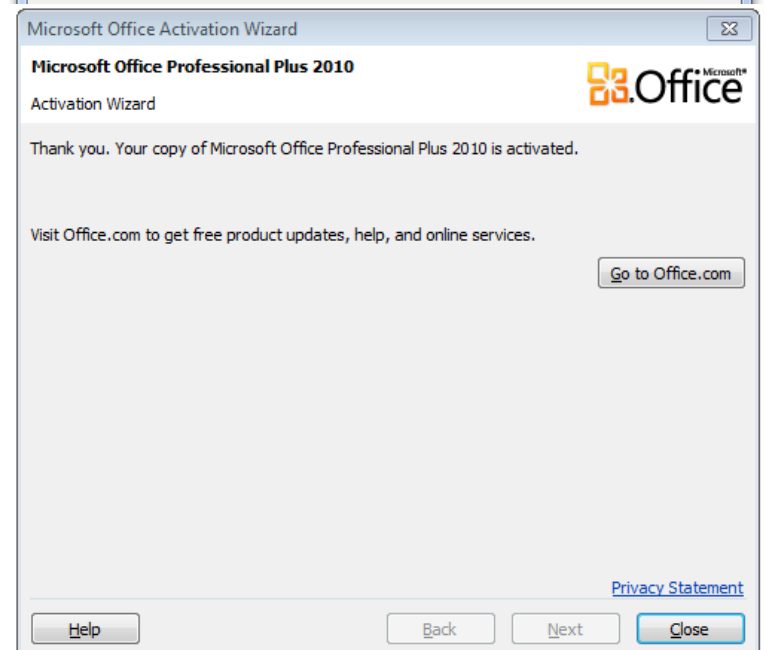 Microsoft Office Activation Wizard
Microsoft Office Professional Plus 2010
Activation Wizard
Microsoft®
Office
Thank you. Your copy of Microsoft Office Professional Plus 2010 is activated.
Visit Office.com to get free product updates, help, and online services.
Go to Office.com
Privacy Statement
Help Back Next Close